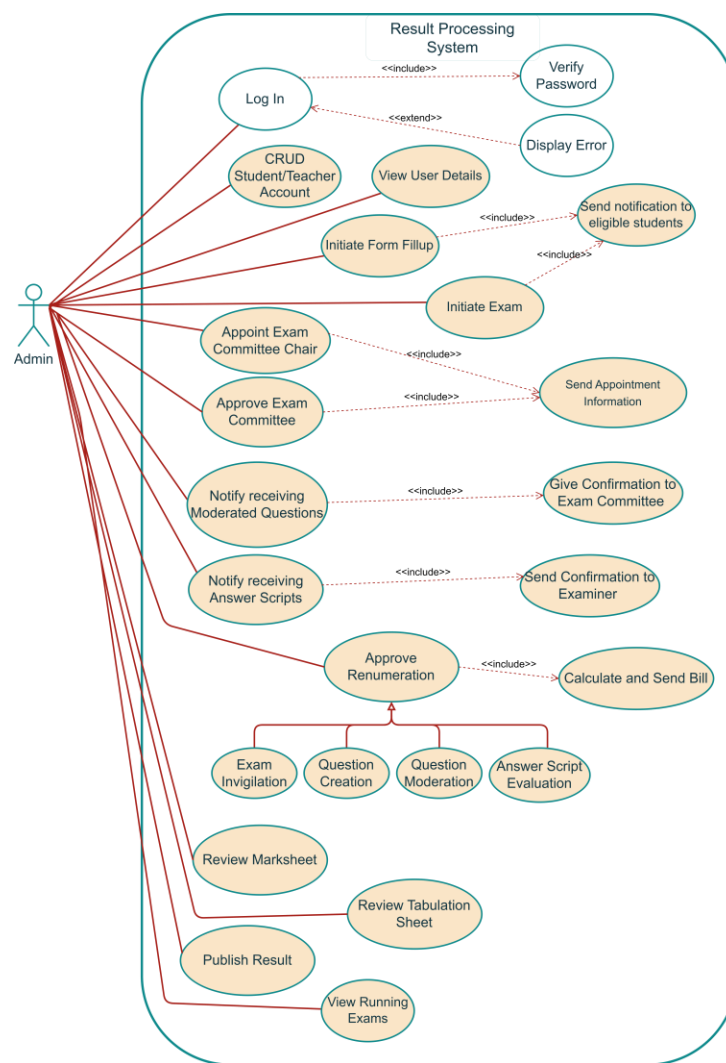 Result Processing
System
<<include>>
Verify
Password
Log In
<<extend>>
Display Error
CRUD
Student/Teacher
Account
View User Details
Send notification to
eligible students
<<include>>
Initiate Form Fillup
<<include>>
Initiate Exam
Admin
Appoint Exam
Committee Chair
<<include>>
Send Appointment
Information
Approve Exam
Committee
<<include>>
Notify receiving
Moderated Questions
<<include>>
Give Confirmation to
Exam Committee
Notify receiving
Answer Scripts
<<include>>
Send Confirmation to
Examiner
Approve
Renumeration
<<include>>
Calculate and Send Bill
Exam
Invigilation
Question
Creation
Question
Moderation
Answer Script
Evaluation
Review Marksheet
Review Tabulation
Sheet
Publish Result
View Running
Exams